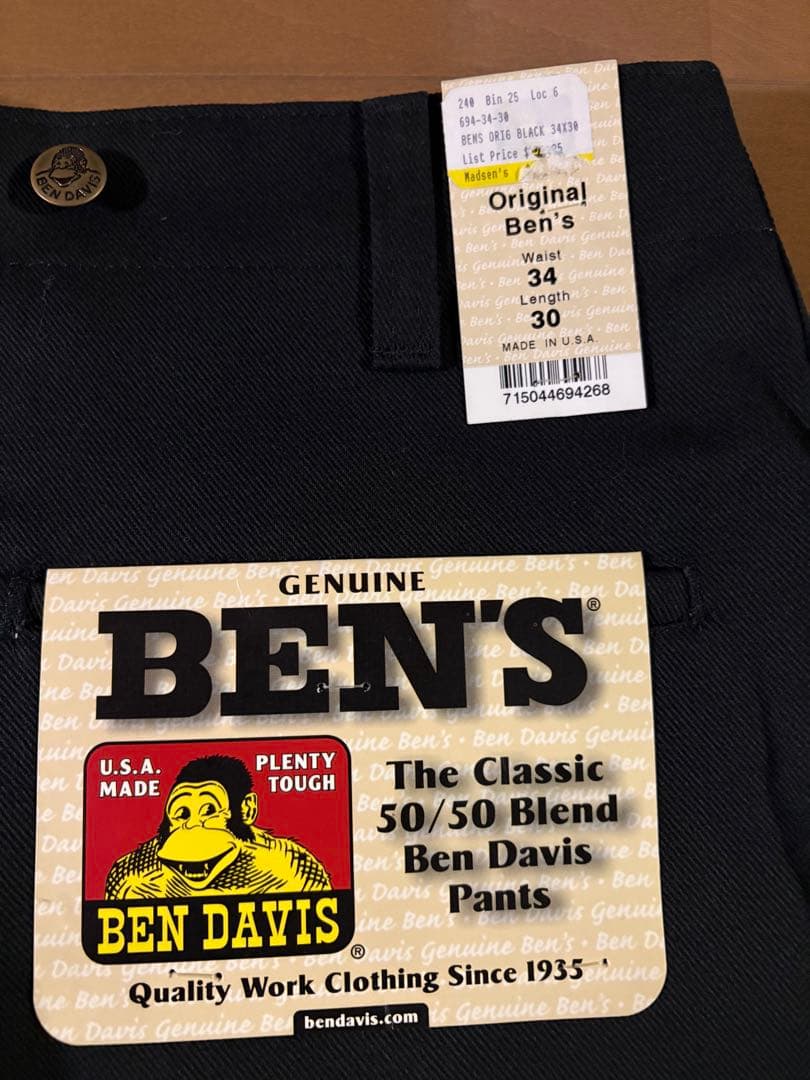 BEN DAVIS
240 Bin 25 Loc 6
694-34-30
BENS ORIG BLACK 34X30
List Price $
Madsen's
Original
Ben's
Waist
34
Length
30
MADE IN U.S.A.
715044694268
GENUINE
BEN'S®
U.S.A.
MADE
PLENTY
TOUGH
BEN DAVIS®
The Classic
50/50 Blend
Ben Davis
Pants
Quality Work Clothing Since 1935
bendavis.com